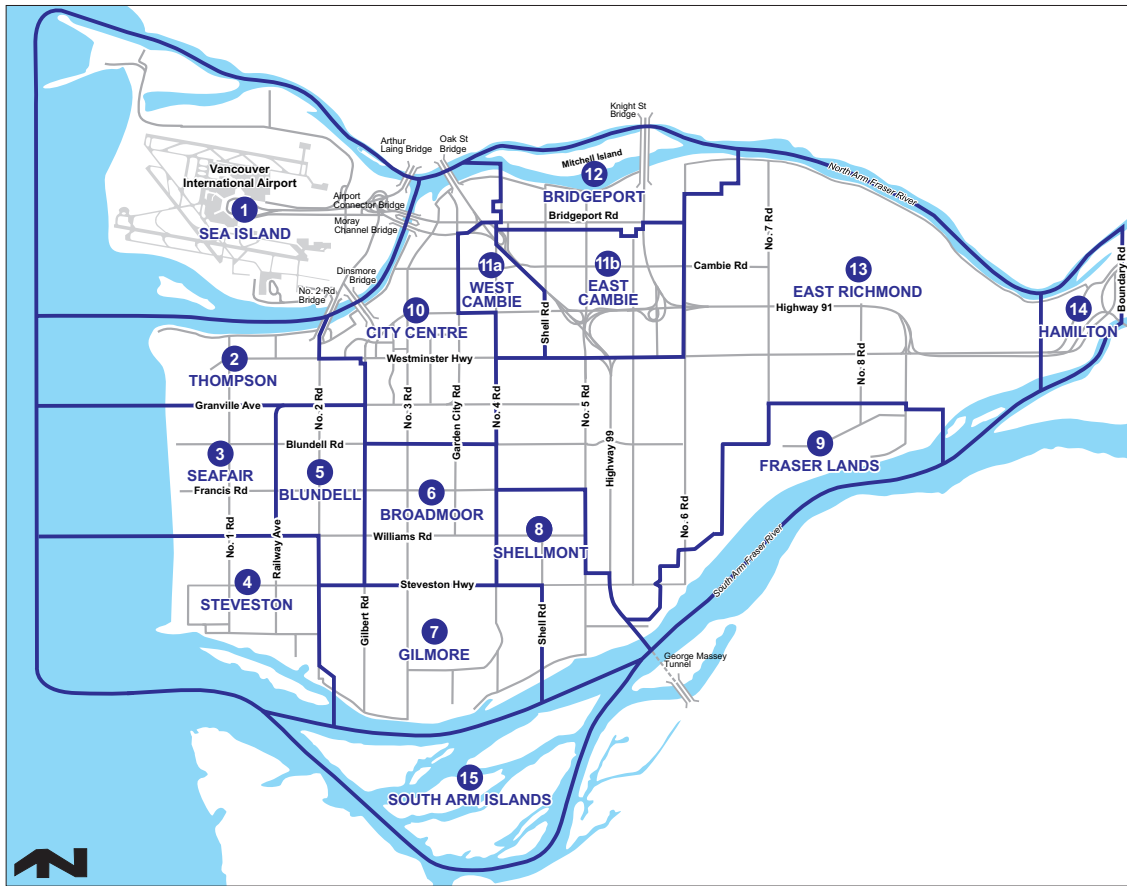 Knight St
Bridge
Arthur
Laing Bridge
Oak St
Bridge
Mitchell Island
12
BRIDGEPORT
Vancouver
International Airport
North Arm Fraser River
Airport
Connector Bridge
1
SEA ISLAND
Moray
Channel Bridge
Bridgeport Rd
No. 7 Rd
Boundary Rd
Dinsmore
Bridge
11a
WEST
CAMBIE
11b
EAST
CAMBIE
Cambie Rd
13
EAST RICHMOND
No. 2 Rd
Bridge
10
CITY CENTRE
Shell Rd
Highway 91
14
HAMILTON
2
THOMPSON
Westminster Hwy
No. 8 Rd
Granville Ave
No. 2 Rd
No. 3 Rd
Garden City Rd
No. 4 Rd
No. 5 Rd
Highway 99
Blundell Rd
3
SEAFAIR
5
BLUNDELL
9
FRASER LANDS
Francis Rd
6
BROADMOOR
No. 6 Rd
No. 1 Rd
Railway Ave
Williams Rd
8
SHELLMONT
South Arm Fraser River
4
STEVESTON
Steveston Hwy
Gilbert Rd
7
GILMORE
Shell Rd
George Massey
Tunnel
15
SOUTH ARM ISLANDS
N